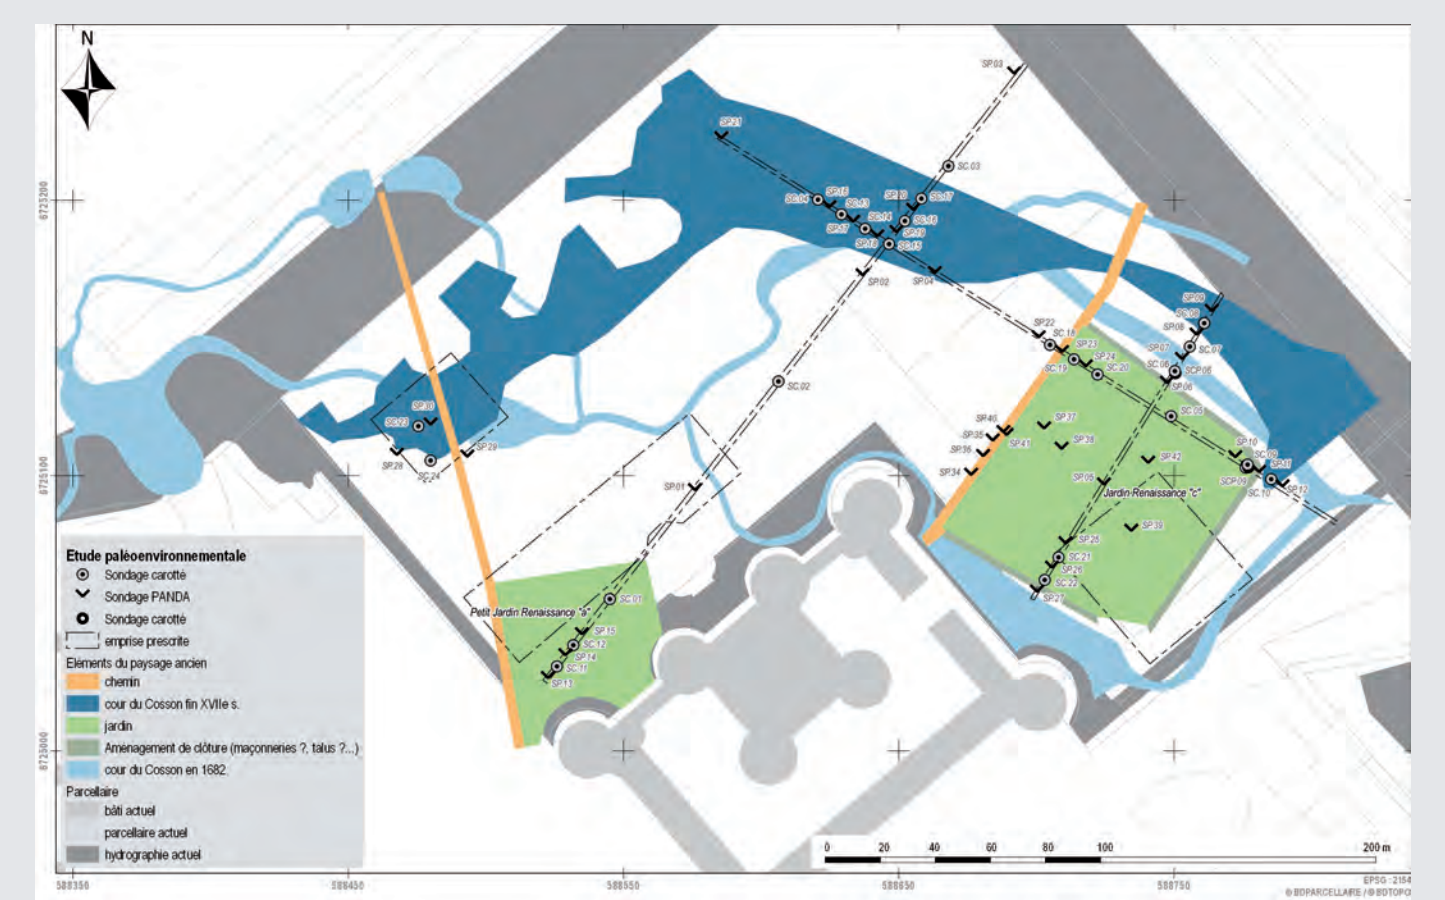 N
SP.03
SP.21
SC.03
SP.16
SC.04
SC.13
SP.20
SC.17
SC.14
SC.16
SP.17
SP.19
SP.18
SC.15
SP.02
SP.04
SP.09
SC.08
SP.08
SP.22
SC.18
SP.23
SP.07
SC.07
SP.24
SC.06
SC.19
SC.20
SCP.05
SP.06
SC.02
SC.05
SP.30
SC.23
SP.29
SP.28
SC.24
SP.40
SP.37
SP.35
SP.41
SP.38
SP.36
SP.34
SP.10
SC.09
SP.42
SP.11
SCP.09
SC.10
SP.12
SP.01
SP.05
Jardin Renaissance "c"
SP.39
SP.25
SC.21
SP.26
SC.22
SP.27
Petit Jardin Renaissance "a"
SC.01
SP.15
SC.12
SP.14
SC.11
SP.13
6725200
6725100
6725000
Etude paléoenvironnementale
Sondage carotté
Sondage PANDA
Sondage carotté
emprise prescrite
Eléments du paysage ancien
chemin
cour du Cosson fin XVIIe s.
jardin
Aménagement de clôture (maçonneries ?, talus ?...)
cour du Cosson en 1682
Parcellaire
bâti actuel
parcellaire actuel
hydrographie actuel
0 20 40 60 80 100 200 m
588350 588450 588550 588650 588750
EPSG : 2154
© BDPARCELLAIRE / © BDTOPO